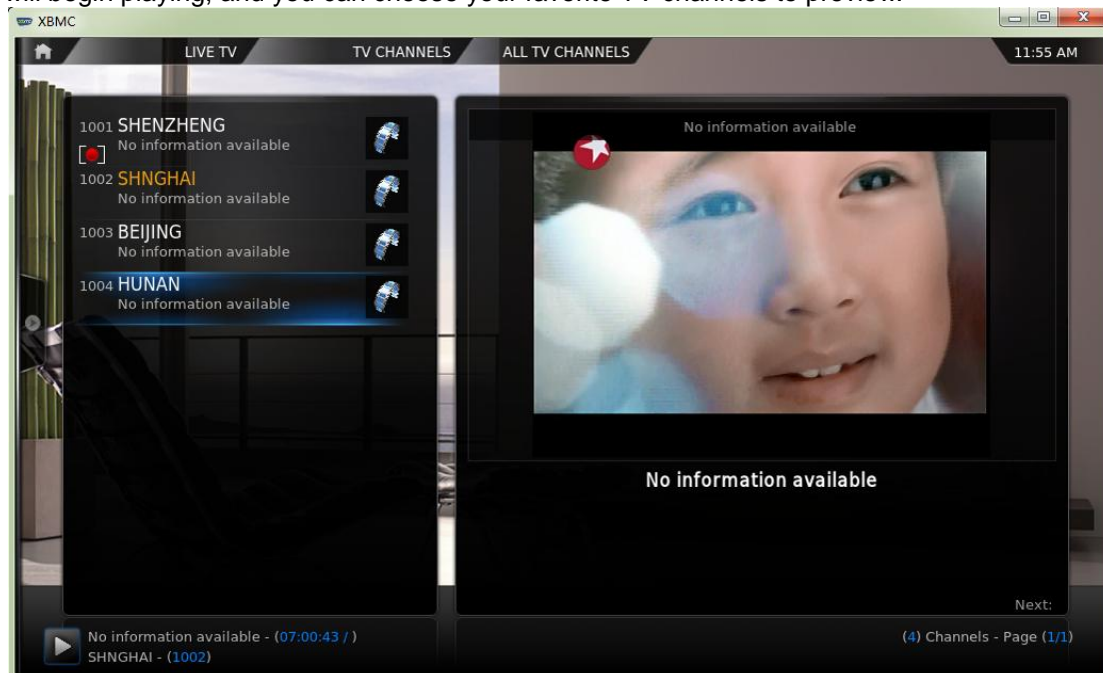 will begin playing, and you can choose your favorite TV channels to preview.
XBMC
LIVE TV TV CHANNELS ALL TV CHANNELS 11:55 AM
1001 SHENZHENG
No information available
1002 SHNGHAI
No information available
1003 BEIJING
No information available
1004 HUNAN
No information available
No information available
No information available
Next:
No information available - (07:00:43 / )
SHNGHAI - (1002)
(4) Channels - Page (1/1)